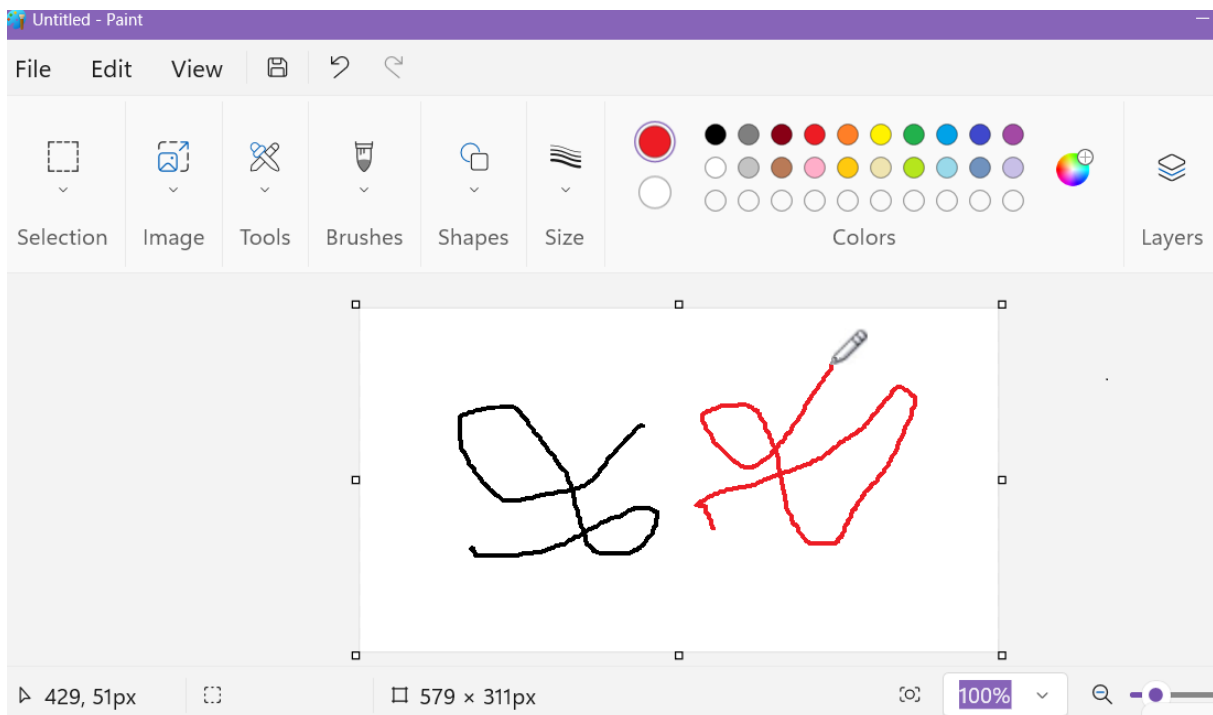 Untitled - Paint
File Edit View
Selection Image Tools Brushes Shapes Size Colors Layers
429, 51px 579 × 311px 100%